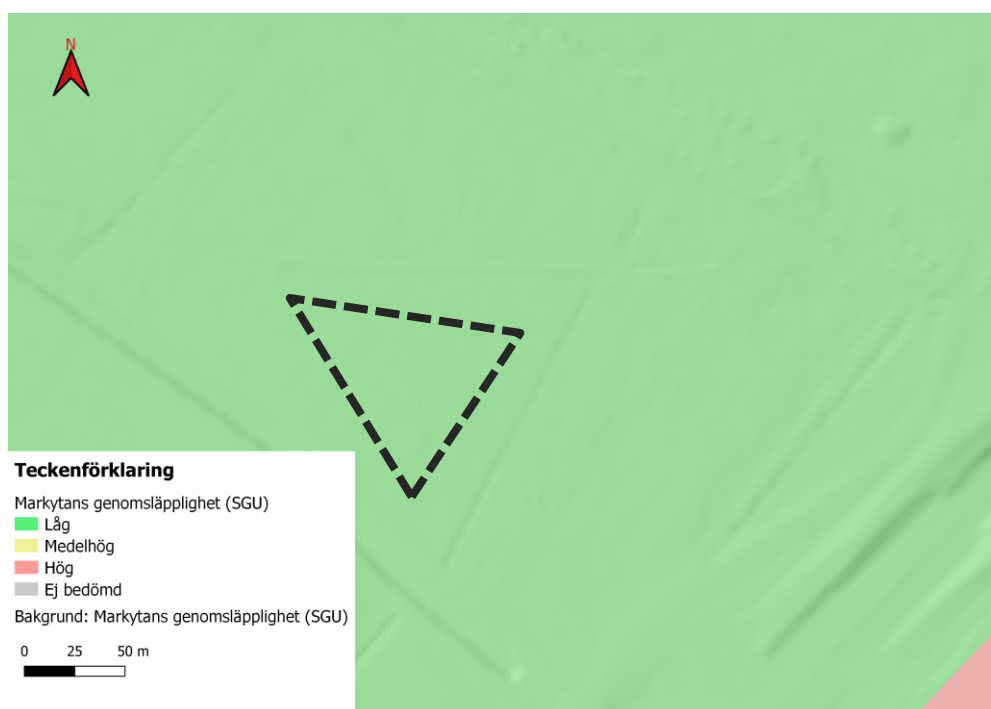 N
Teckenförklaring
Markytans genomsläpplighet (SGU)
Låg
Medelhög
Hög
Ej bedömd
Bakgrund: Markytans genomsläpplighet (SGU)
0 25 50 m